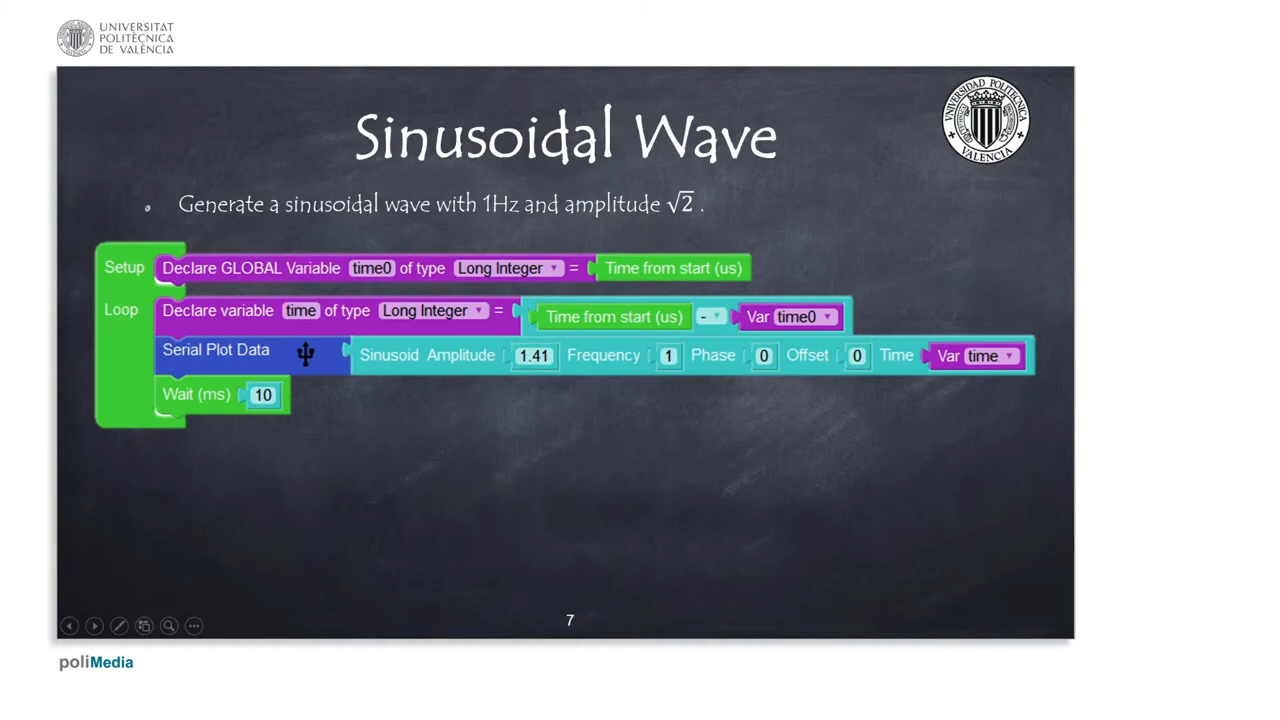 UNIVERSITAT
POLITÈCNICA
DE VALÈNCIA
UNIVERSIDAD POLITECNICA
VALENCIA
Sinusoidal Wave
Generate a sinusoidal wave with 1Hz and amplitude √2 .
Setup Declare GLOBAL Variable time0 of type Long Integer = Time from start (us)
Loop Declare variable time of type Long Integer = Time from start (us) - Var time0
Serial Plot Data Sinusoid Amplitude 1.41 Frequency 1 Phase 0 Offset 0 Time Var time
Wait (ms) 10
7
poliMedia